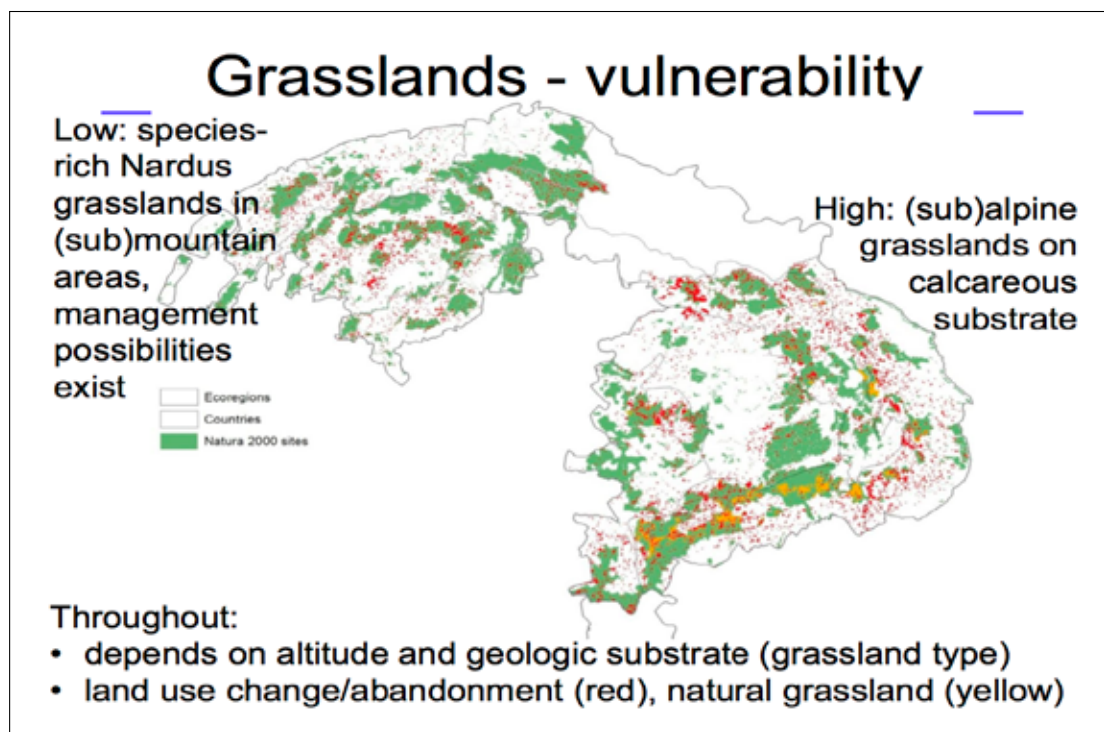 Grasslands - vulnerability
Low: species-
rich Nardus
grasslands in
(sub)mountain
areas,
management
possibilities
exist
High: (sub)alpine
grasslands on
calcareous
substrate
Ecoregions
Countries
Natura 2000 sites
Throughout:
• depends on altitude and geologic substrate (grassland type)
• land use change/abandonment (red), natural grassland (yellow)